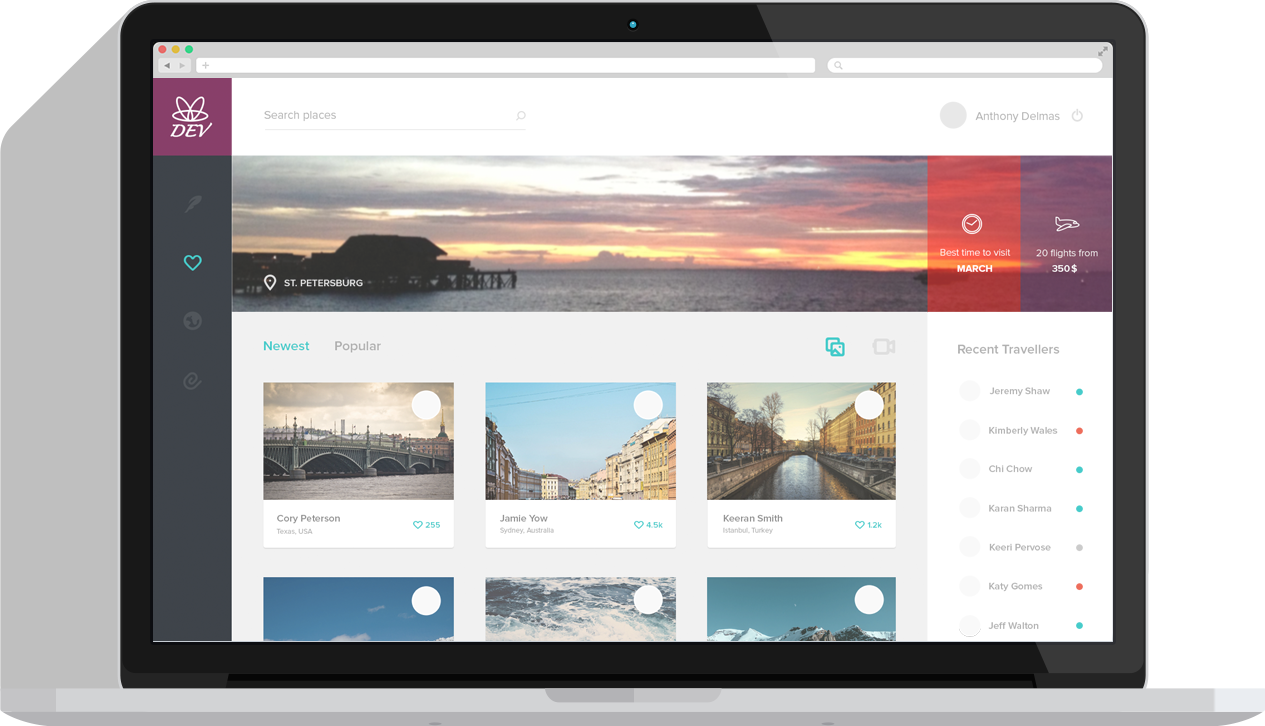 DEV
Search places
Anthony Delmas
Best time to visit
MARCH
20 flights from
350$
ST. PETERSBURG
Newest
Popular
Recent Travellers
Jeremy Shaw
Kimberly Wales
Chi Chow
Karan Sharma
Keeri Pervose
Katy Gomes
Jeff Walton
Cory Peterson
Texas, USA
255
Jamie Yow
Sydney, Australia
4.5k
Keeran Smith
Istanbul, Turkey
1.2k